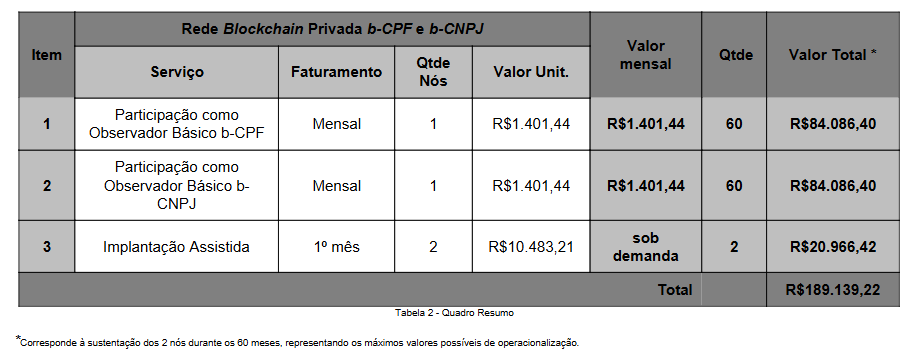 Item
Rede Blockchain Privada b-CPF e b-CNPJ
Valor
mensal
Qtde
Valor Total *
Serviço
Faturamento
Qtde
Nós
Valor Unit.
1
Participação como
Observador Básico b-CPF
Mensal
1
R$1.401,44
R$1.401,44
60
R$84.086,40
2
Participação como
Observador Básico b-
CNPJ
Mensal
1
R$1.401,44
R$1.401,44
60
R$84.086,40
3
Implantação Assistida
1º mês
2
R$10.483,21
sob
demanda
2
R$20.966,42
Total
R$189.139,22
Tabela 2 - Quadro Resumo
*Corresponde à sustentação dos 2 nós durante os 60 meses, representando os máximos valores possíveis de operacionalização.